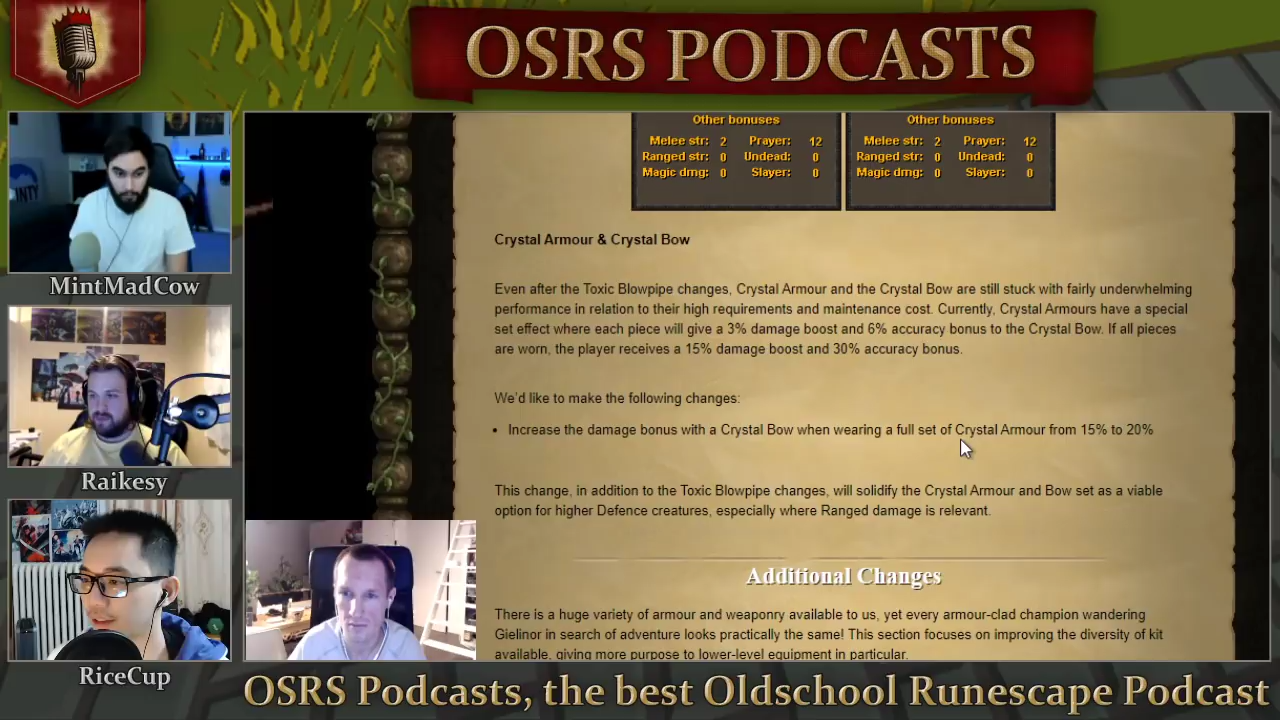 OSRS PODCASTS
MintMadCow
Raikesy
RiceCup
Other bonuses
Melee str: 2 Prayer: 12
Ranged str: 0 Undead: 0
Magic dmg: 0 Slayer: 0
Other bonuses
Melee str: 2 Prayer: 12
Ranged str: 0 Undead: 0
Magic dmg: 0 Slayer: 0
Crystal Armour & Crystal Bow
Even after the Toxic Blowpipe changes, Crystal Armour and the Crystal Bow are still stuck with fairly underwhelming
performance in relation to their high requirements and maintenance cost. Currently, Crystal Armours have a special
set effect where each piece will give a 3% damage boost and 6% accuracy bonus to the Crystal Bow. If all pieces
are worn, the player receives a 15% damage boost and 30% accuracy bonus.
We'd like to make the following changes:
• Increase the damage bonus with a Crystal Bow when wearing a full set of Crystal Armour from 15% to 20%
This change, in addition to the Toxic Blowpipe changes, will solidify the Crystal Armour and Bow set as a viable
option for higher Defence creatures, especially where Ranged damage is relevant.
Additional Changes
There is a huge variety of armour and weaponry available to us, yet every armour-clad champion wandering
Gielinor in search of adventure looks practically the same! This section focuses on improving the diversity of kit
available, giving more purpose to lower-level equipment in particular.
OSRS Podcasts, the best Oldschool Runescape Podcast